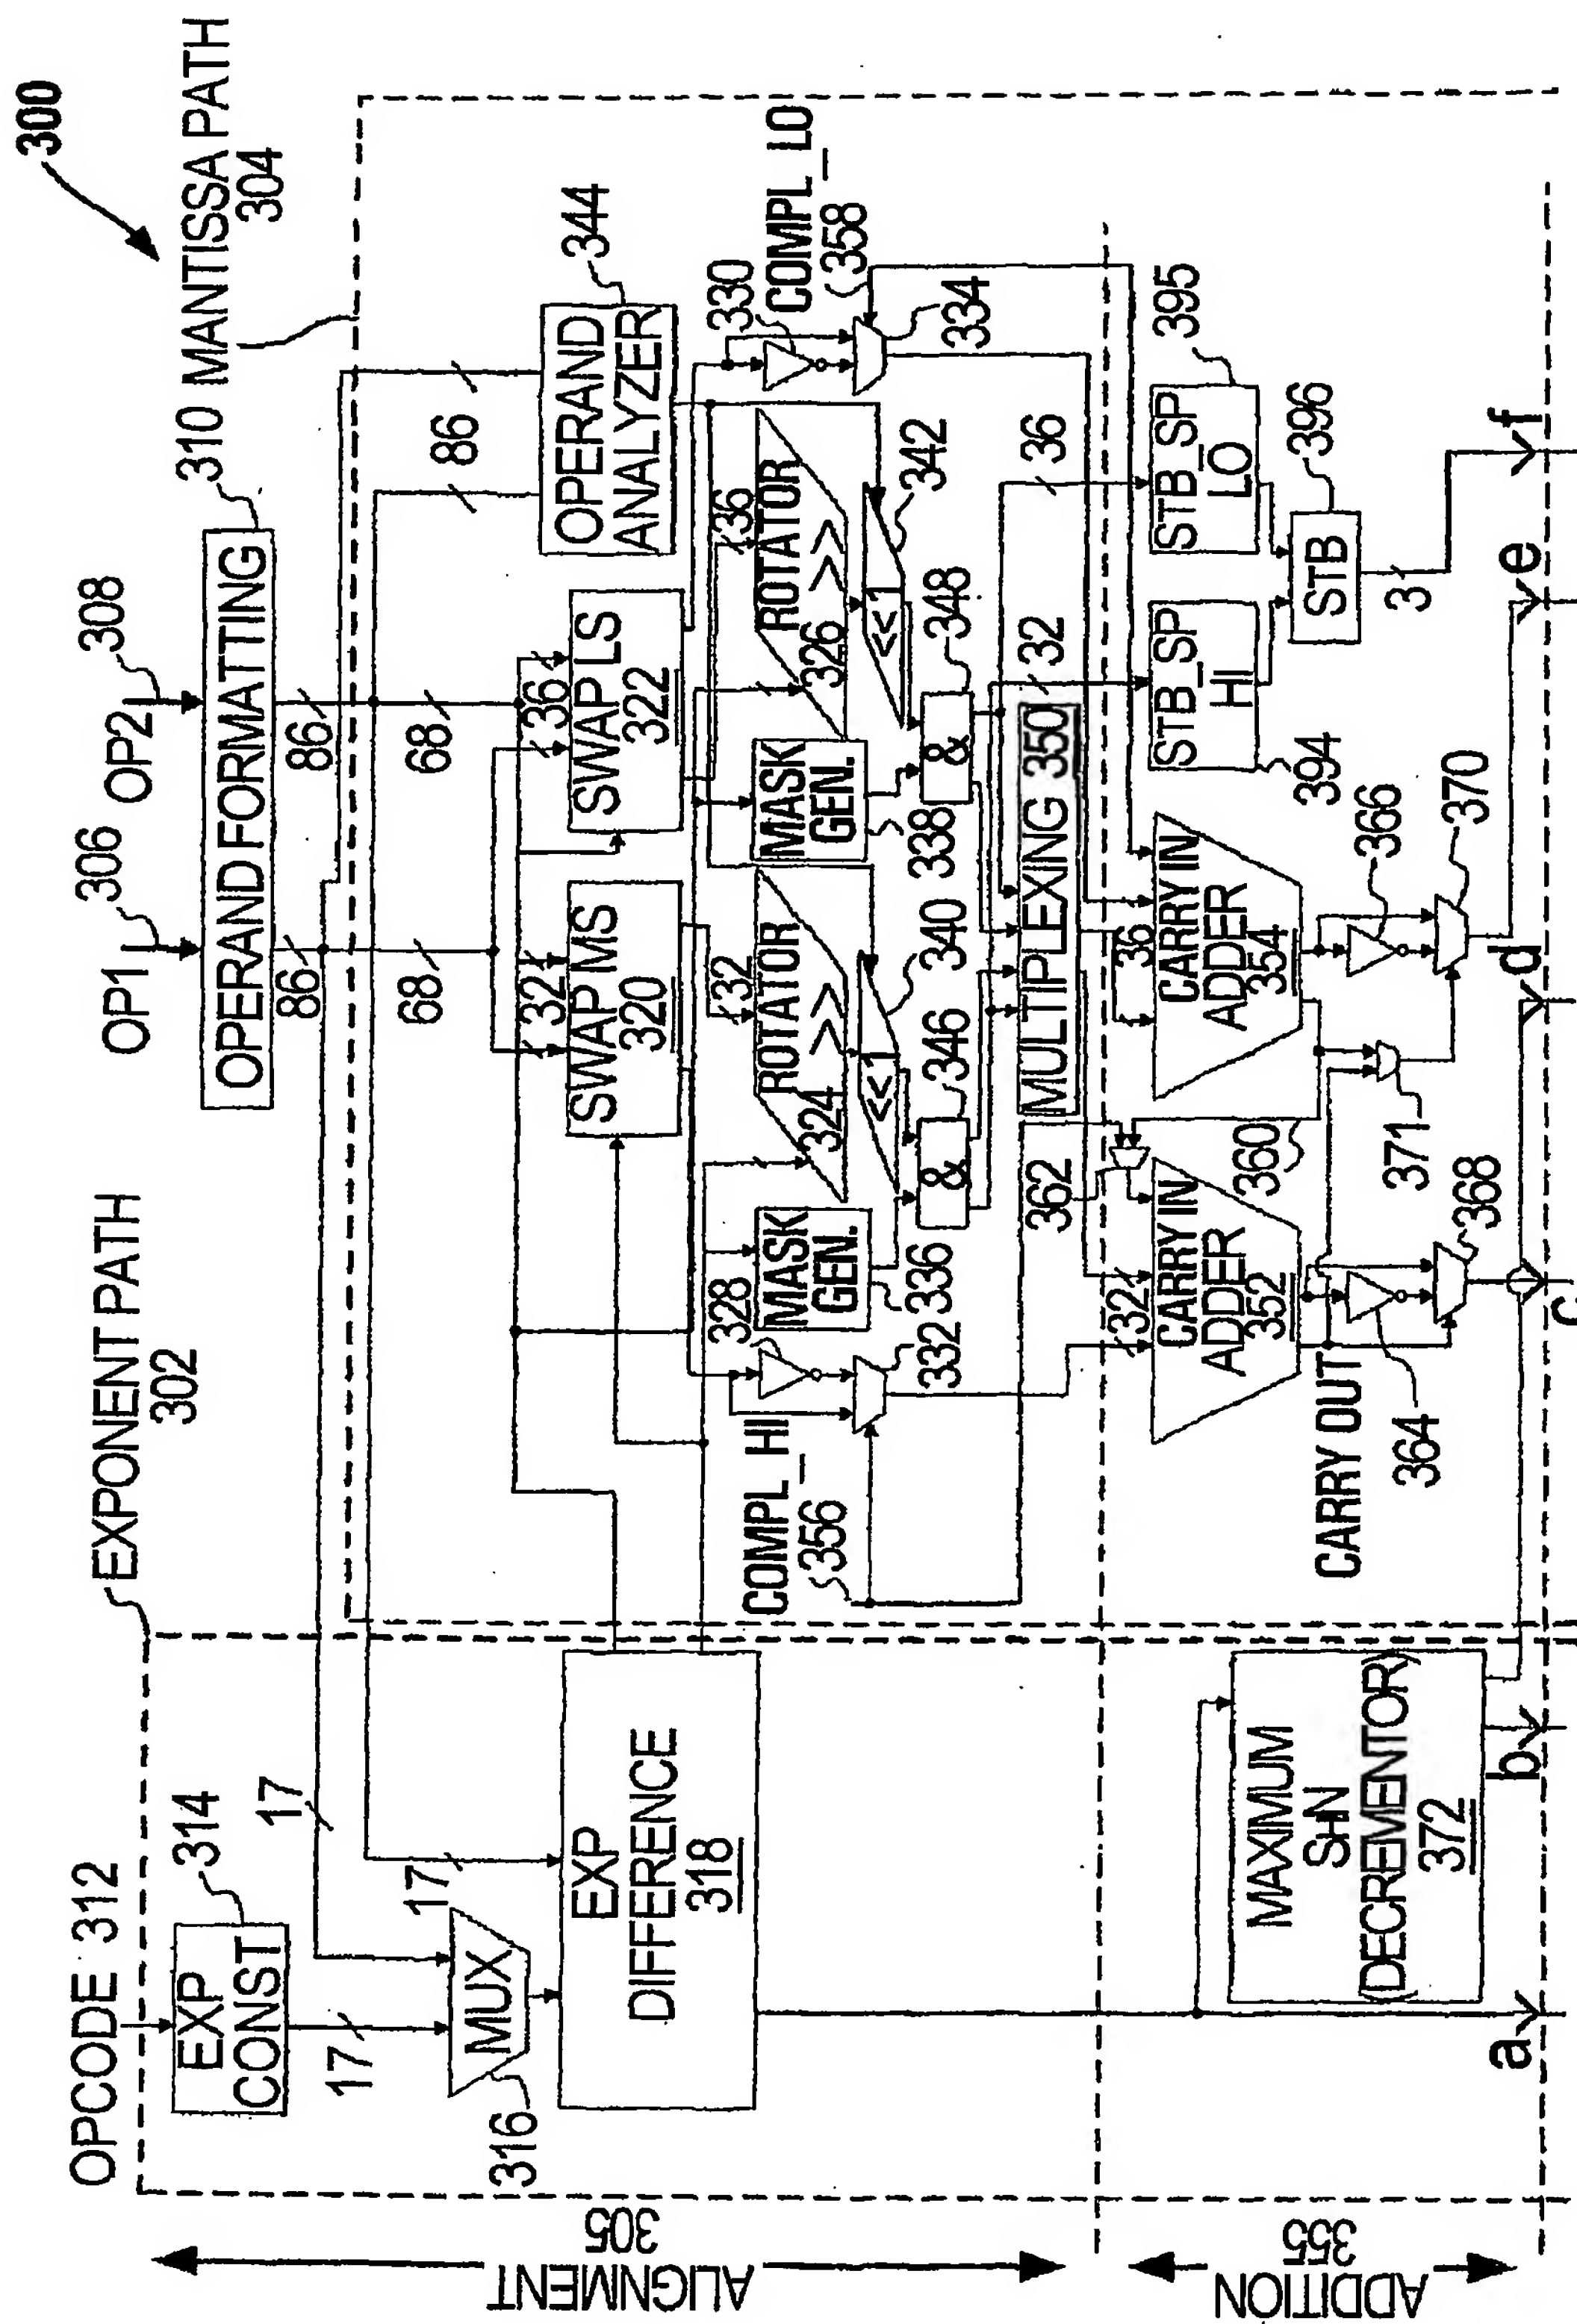 300
OP1
306
OP2
308
310
MANTISSA PATH
304
OPERAND FORMATTING
EXPONENT PATH
302
OPCODE 312
EXP
CONST
314
17
17
17
86
86
86
86
68
68
MUX
316
EXP
DIFFERENCE
318
32
SWAP MS
320
36
SWAP LS
322
OPERAND
ANALYZER
344
32
36
ROTATOR
>>
324
ROTATOR
>>
326
328
330
MASK
GEN.
336
MASK
GEN.
338
<<1
340
<<1
342
&
346
&
348
332
334
COMPL_HI
356
COMPL_LO
358
MULTIPLEXING 350
32
36
ALIGNMENT
305
362
32
CARRY IN
ADDER
352
36
CARRY IN
ADDER
354
360
STB_SP
HI
394
STB_SP
LO
395
STB
396
3
CARRY OUT
364
366
368
370
371
MAXIMUM
SHN
(DECREMENTOR)
372
ADDITION
355
a
b
c
d
e
f